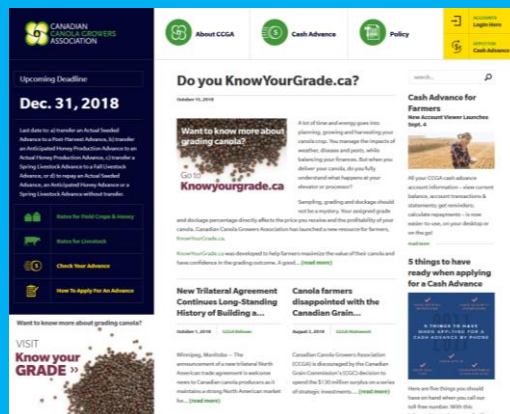 CANADIAN
CANOLA GROWERS
ASSOCIATION
About CCGA
Cash Advance
Policy
ACCOUNTS
Login Here
APPLY FOR
Cash Advance
Upcoming Deadline
Dec. 31, 2018
Last date to: a) transfer an Actual Seeded
Advance to a Post-Harvest Advance, b) transfer
an Anticipated Honey Production Advance to an
Actual Honey Production Advance, c) transfer a
Spring Livestock Advance to a Fall Livestock
Advance, or d) to repay an Actual Seeded
Advance, an Anticipated Honey Advance or a
Spring Livestock Advance without transfer.
Rates for Field Crops & Honey
Rates for Livestock
Check Your Advance
How To Apply For An Advance
Want to know more about grading canola?
VISIT
Know your
GRADE »
Do you KnowYourGrade.ca?
October 15, 2018
Want to know more about
grading canola?
Go to
Knowyourgrade.ca
A lot of time and energy goes into
planning, growing and harvesting your
canola crop. You manage the impacts of
weather, disease and pests, while
balancing your finances. But when you
deliver your canola, do you fully
understand what happens at your
elevator or processor?
Sampling, grading and dockage should
not be a mystery. Your assigned grade
and dockage percentage directly affects the price you receive and the profitability of your
canola. Canadian Canola Growers Association has launched a new resource for farmers,
KnowYourGrade.ca.
KnowYourGrade.ca was developed to help farmers maximize the value of their canola and
have confidence in the grading outcome. A good... (read more)
New Trilateral Agreement
Continues Long-Standing
History of Building a...
October 1, 2018
CCGA Release
Winnipeg, Manitoba – The
announcement of a new trilateral North
American trade agreement is welcome
news to Canadian canola producers as it
maintains a strong North American market
for... (read more)
Canola farmers
disappointed with the
Canadian Grain...
August 2, 2018
CCGA Statement
Canadian Canola Growers Association
(CCGA) is discouraged by the Canadian
Grain Commission's (CGC) decision to
spend the $130 million surplus on a series
of strategic investments.... (read more)
search...
Cash Advance for
Farmers
New Account Viewer Launches
Sept. 4
All your CCGA cash advance
account information – view current
balance, account transactions &
statements; get reminders;
calculate repayments – is now
easier to use, on your desktop or
on the go!
read more
5 things to have
ready when applying
for a Cash Advance
5 THINGS TO HAVE
WHEN APPLYING FOR A
CASH ADVANCE BY PHONE
Here are five things you should
have on hand when you call our
toll-free number. With this